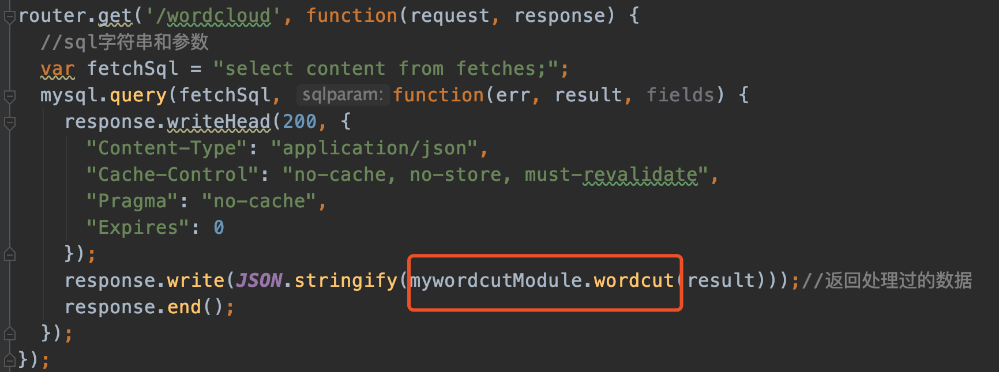 router.get('/wordcloud', function(request, response) {
//sql字符串和参数
var fetchSql = "select content from fetches;";
mysql.query(fetchSql, sqlparam: function(err, result, fields) {
response.writeHead(200, {
"Content-Type": "application/json",
"Cache-Control": "no-cache, no-store, must-revalidate",
"Pragma": "no-cache",
"Expires": 0
});
response.write(JSON.stringify(mywordcutModule.wordcut(result)));//返回处理过的数据
response.end();
});
});